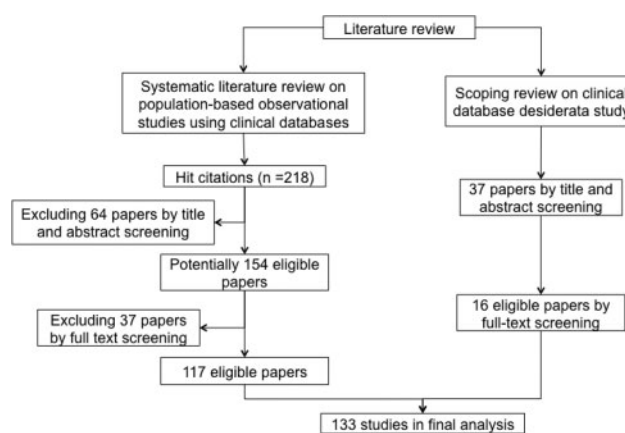 Literature review
Systematic literature review on
population-based observational
studies using clinical databases
Scoping review on clinical
database desiderata study
Hit citations (n =218)
37 papers by title and
abstract screening
Excluding 64 papers by title
and abstract screening
Potentially 154 eligible
papers
16 eligible papers by
full-text screening
Excluding 37 papers
by full text screening
117 eligible papers
133 studies in final analysis